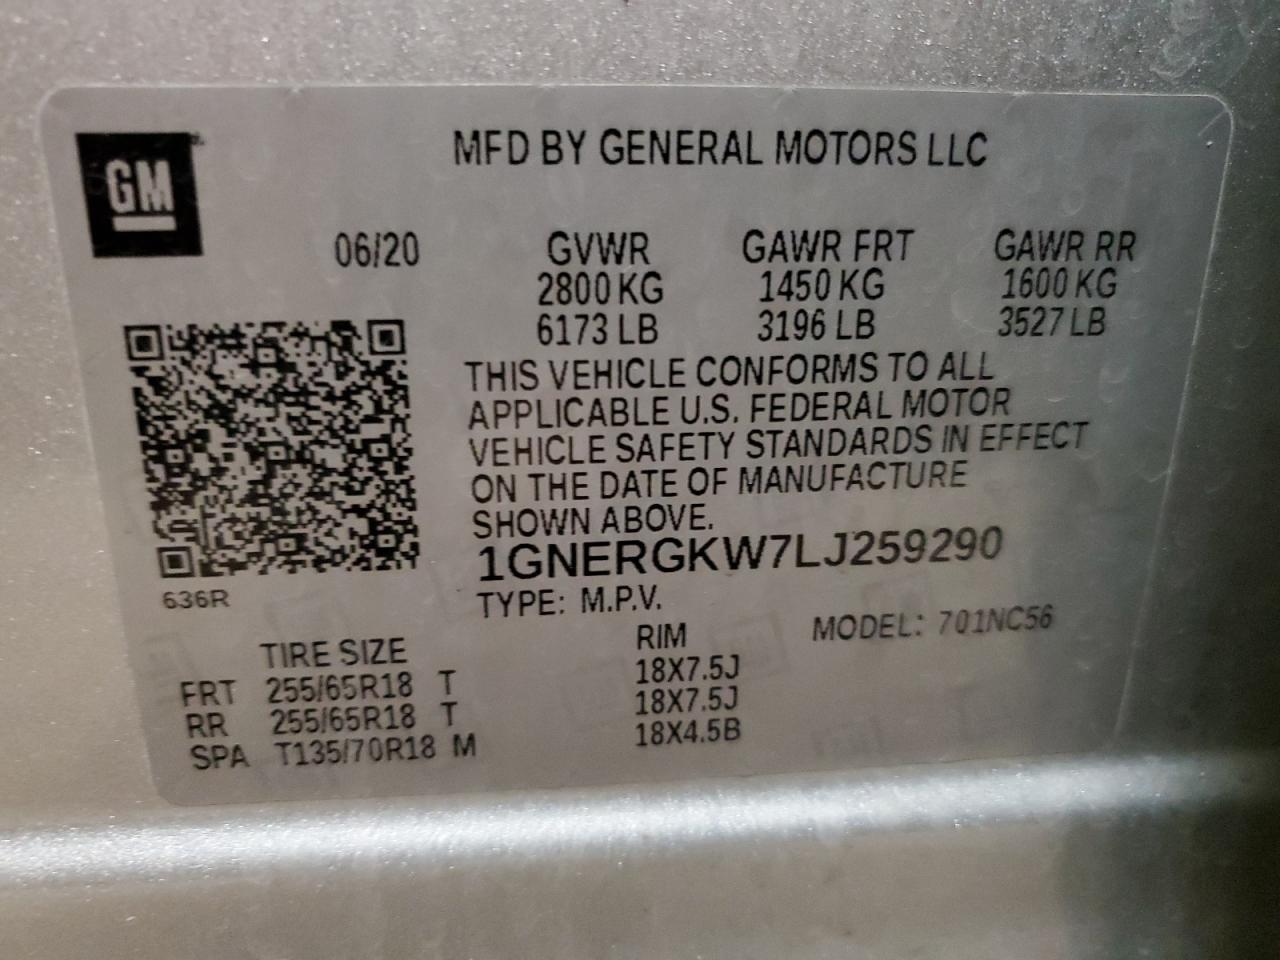 GM
MFD BY GENERAL MOTORS LLC
06/20 GVWR GAWR FRT GAWR RR
2800 KG 1450 KG 1600 KG
6173 LB 3196 LB 3527 LB
THIS VEHICLE CONFORMS TO ALL
APPLICABLE U.S. FEDERAL MOTOR
VEHICLE SAFETY STANDARDS IN EFFECT
ON THE DATE OF MANUFACTURE
SHOWN ABOVE.
1GNERGKW7LJ259290
636R
TYPE: M.P.V.
MODEL: 701NC56
TIRE SIZE RIM
FRT 255/65R18 T 18X7.5J
RR 255/65R18 T 18X7.5J
SPA T135/70R18 M 18X4.5B